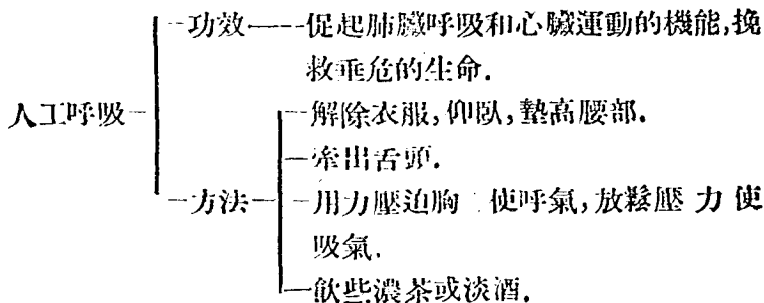 功效——促起肺臟呼吸和心臟運動的機能,挽
救垂危的生命.
人工呼吸
解除衣服,仰臥,墊高腰部.
牽出舌頭.
方法
用力壓迫胸 使呼氣,放鬆壓力使
吸氣.
飲些濃茶或淡酒.